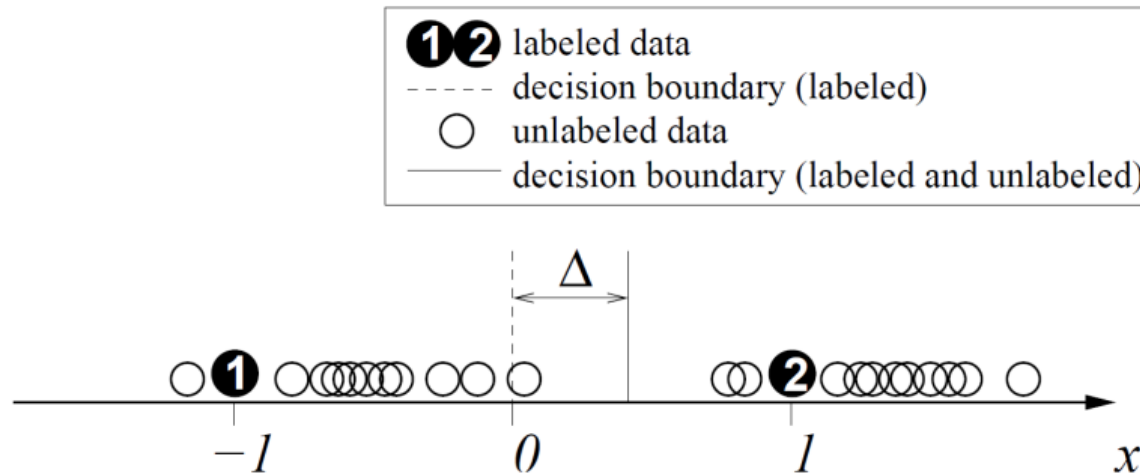 1 2 labeled data
decision boundary (labeled)
unlabeled data
decision boundary (labeled and unlabeled)
Δ
1 2
−1 0 1 x